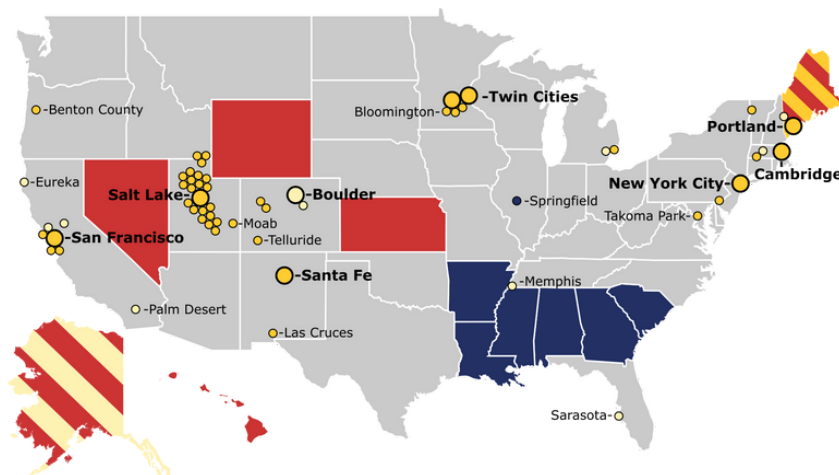 -Twin Cities
Bloomington-
-Benton County
Portland-
-Eureka
Salt Lake-
-Boulder
New York City-
Cambridge
-Springfield
-San Francisco
-Moab
Takoma Park-
-Telluride
-Santa Fe
-Memphis
-Palm Desert
-Las Cruces
Sarasota-